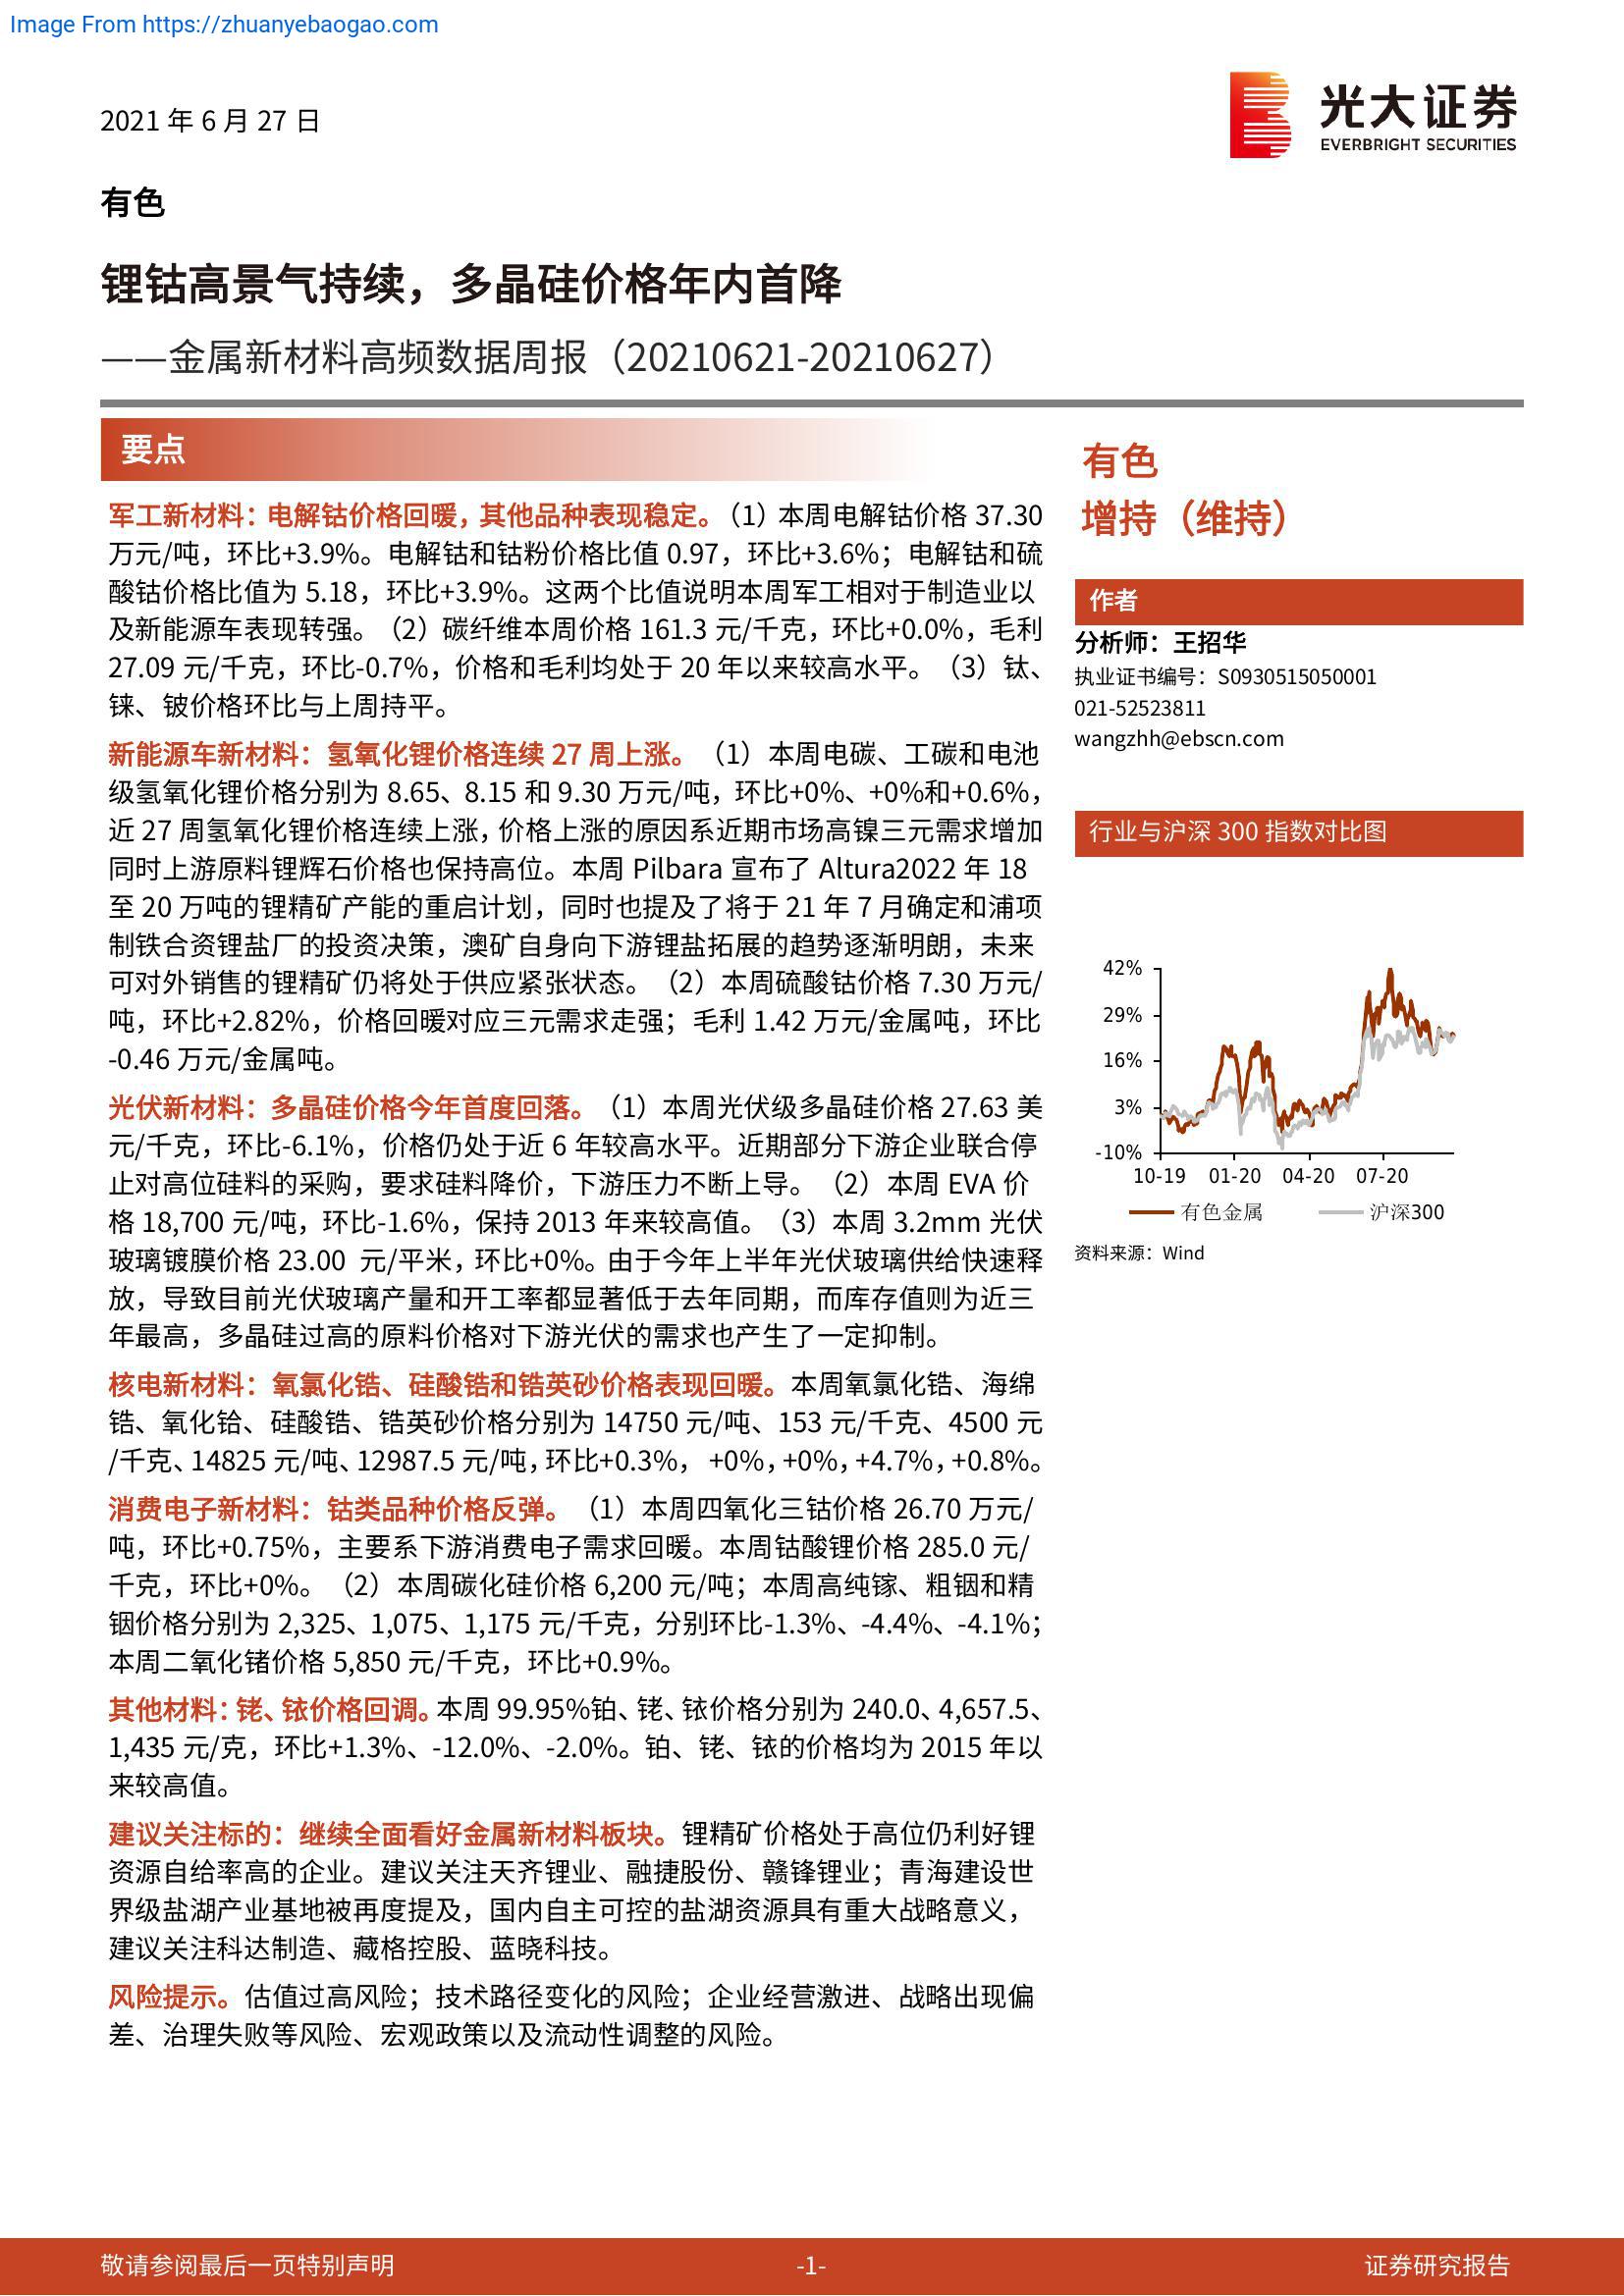 Image From https://zhuanyebaogao.com
2021 年 6 月 27 日
光大证券
EVERBRIGHT SECURITIES
有色
锂钴高景气持续，多晶硅价格年内首降
——金属新材料高频数据周报（20210621-20210627）
要点
军工新材料：电解钴价格回暖，其他品种表现稳定。（1）本周电解钴价格 37.30
万元/吨，环比+3.9%。电解钴和钴粉价格比值 0.97，环比+3.6%；电解钴和硫
酸钴价格比值为 5.18，环比+3.9%。这两个比值说明本周军工相对于制造业以
及新能源车表现转强。（2）碳纤维本周价格 161.3 元/千克，环比+0.0%，毛利
27.09 元/千克，环比-0.7%，价格和毛利均处于 20 年以来较高水平。（3）钛、
铼、铍价格环比与上周持平。
新能源车新材料：氢氧化锂价格连续 27 周上涨。（1）本周电碳、工碳和电池
级氢氧化锂价格分别为 8.65、8.15 和 9.30 万元/吨，环比+0%、+0%和+0.6%，
近 27 周氢氧化锂价格连续上涨，价格上涨的原因系近期市场高镍三元需求增加
同时上游原料锂辉石价格也保持高位。本周 Pilbara 宣布了 Altura2022 年 18
至 20 万吨的锂精矿产能的重启计划，同时也提及了将于 21 年 7 月确定和浦项
制铁合资锂盐厂的投资决策，澳矿自身向下游锂盐拓展的趋势逐渐明朗，未来
可对外销售的锂精矿仍将处于供应紧张状态。（2）本周硫酸钴价格 7.30 万元/
吨，环比+2.82%，价格回暖对应三元需求走强；毛利 1.42 万元/金属吨，环比
-0.46 万元/金属吨。
光伏新材料：多晶硅价格今年首度回落。（1）本周光伏级多晶硅价格 27.63 美
元/千克，环比-6.1%，价格仍处于近 6 年较高水平。近期部分下游企业联合停
止对高位硅料的采购，要求硅料降价，下游压力不断上导。（2）本周 EVA 价
格 18,700 元/吨，环比-1.6%，保持 2013 年来较高值。（3）本周 3.2mm 光伏
玻璃镀膜价格 23.00 元/平米，环比+0%。由于今年上半年光伏玻璃供给快速释
放，导致目前光伏玻璃产量和开工率都显著低于去年同期，而库存值则为近三
年最高，多晶硅过高的原料价格对下游光伏的需求也产生了一定抑制。
核电新材料：氧氯化锆、硅酸锆和锆英砂价格表现回暖。本周氧氯化锆、海绵
锆、氧化铪、硅酸锆、锆英砂价格分别为 14750 元/吨、153 元/千克、4500 元
/千克、14825 元/吨、12987.5 元/吨，环比+0.3%， +0%，+0%，+4.7%，+0.8%。
消费电子新材料：钴类品种价格反弹。（1）本周四氧化三钴价格 26.70 万元/
吨，环比+0.75%，主要系下游消费电子需求回暖。本周钴酸锂价格 285.0 元/
千克，环比+0%。（2）本周碳化硅价格 6,200 元/吨；本周高纯镓、粗铟和精
铟价格分别为 2,325、1,075、1,175 元/千克，分别环比-1.3%、-4.4%、-4.1%；
本周二氧化锗价格 5,850 元/千克，环比+0.9%。
其他材料：铑、铱价格回调。本周 99.95%铂、铑、铱价格分别为 240.0、4,657.5、
1,435 元/克，环比+1.3%、-12.0%、-2.0%。铂、铑、铱的价格均为 2015 年以
来较高值。
建议关注标的：继续全面看好金属新材料板块。锂精矿价格处于高位仍利好锂
资源自给率高的企业。建议关注天齐锂业、融捷股份、赣锋锂业；青海建设世
界级盐湖产业基地被再度提及，国内自主可控的盐湖资源具有重大战略意义，
建议关注科达制造、藏格控股、蓝晓科技。
风险提示。估值过高风险；技术路径变化的风险；企业经营激进、战略出现偏
差、治理失败等风险、宏观政策以及流动性调整的风险。
有色
增持（维持）
作者
分析师：王招华
执业证书编号：S0930515050001
021-52523811
wangzhh@ebscn.com
行业与沪深 300 指数对比图
42%
29%
16%
3%
-10%
10-19 01-20 04-20 07-20
有色金属 沪深300
资料来源：Wind
敬请参阅最后一页特别声明
-1-
证券研究报告